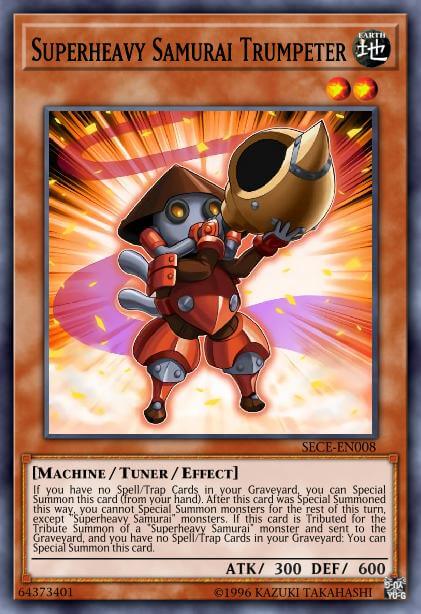 Superheavy Samurai Trumpeter
EARTH
地
SECE-EN008
[Machine / Tuner / Effect]
If you have no Spell/Trap Cards in your Graveyard, you can Special
Summon this card (from your hand). After this card was Special Summoned
this way, you cannot Special Summon monsters for the rest of this turn,
except "Superheavy Samurai" monsters. If this card is Tributed for the
Tribute Summon of a "Superheavy Samurai" monster and sent to the
Graveyard, and you have no Spell/Trap Cards in your Graveyard: You can
Special Summon this card.
ATK/ 300 DEF/ 600
64373401
©1996 KAZUKI TAKAHASHI